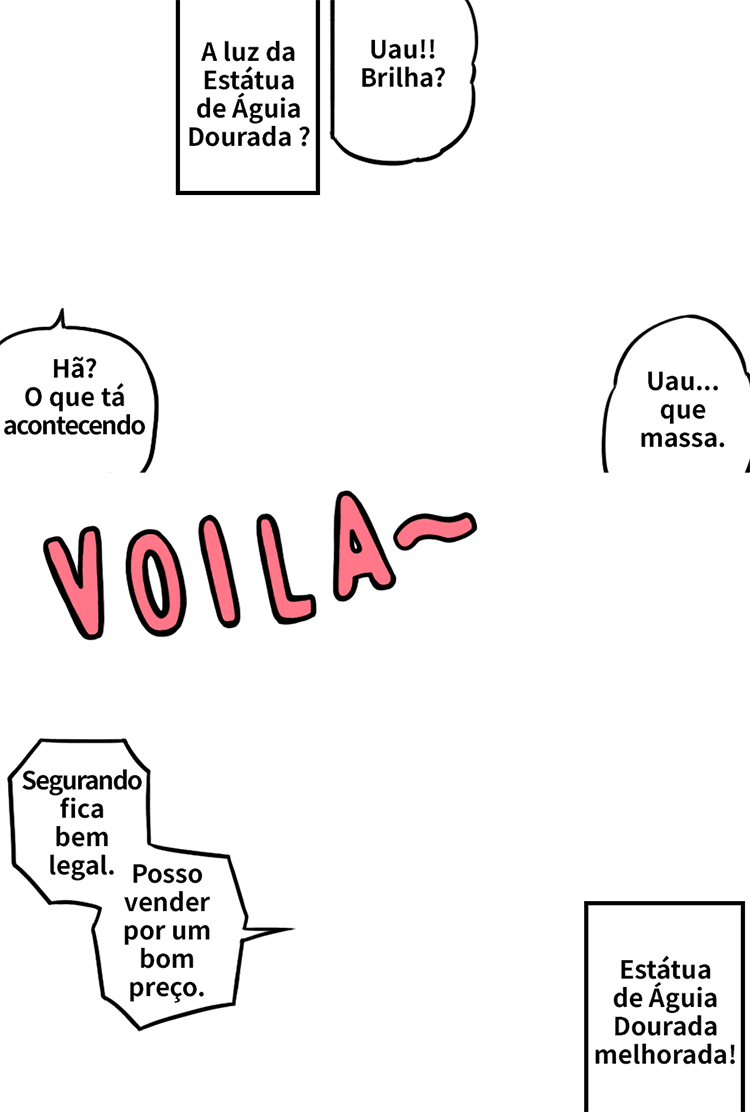 A luz da
Estátua
de Águia
Dourada ?
Uau!!
Brilha?
Hã?
O que tá
acontecendo
Uau...
que
massa.
VOILA~
Segurando
fica
bem
legal.
Posso
vender
por um
bom
preço.
Estátua
de Águia
Dourada
melhorada!